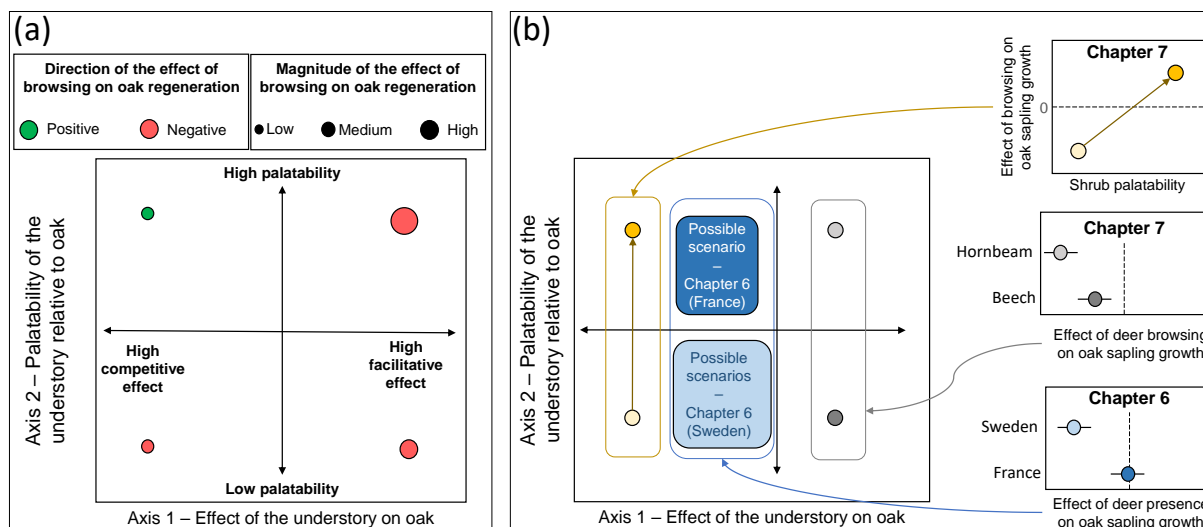 (a)
Direction of the effect of
browsing on oak regeneration
Positive
Negative
Magnitude of the effect of
browsing on oak regeneration
Low
Medium
High
High palatability
Axis 2 – Palatability of the
understory relative to oak
High
competitive
effect
High
facilitative
effect
Low palatability
Axis 1 – Effect of the understory on oak
(b)
Axis 2 – Palatability of the
understory relative to oak
Possible
scenario
–
Chapter 6
(France)
Possible
scenarios
–
Chapter 6
(Sweden)
Axis 1 – Effect of the understory on oak
Chapter 7
Effect of browsing on
oak sapling growth
0
Shrub palatability
Chapter 7
Hornbeam
Beech
Effect of deer browsing
on oak sapling growth
Chapter 6
Sweden
France
Effect of deer presence
on oak sapling growth